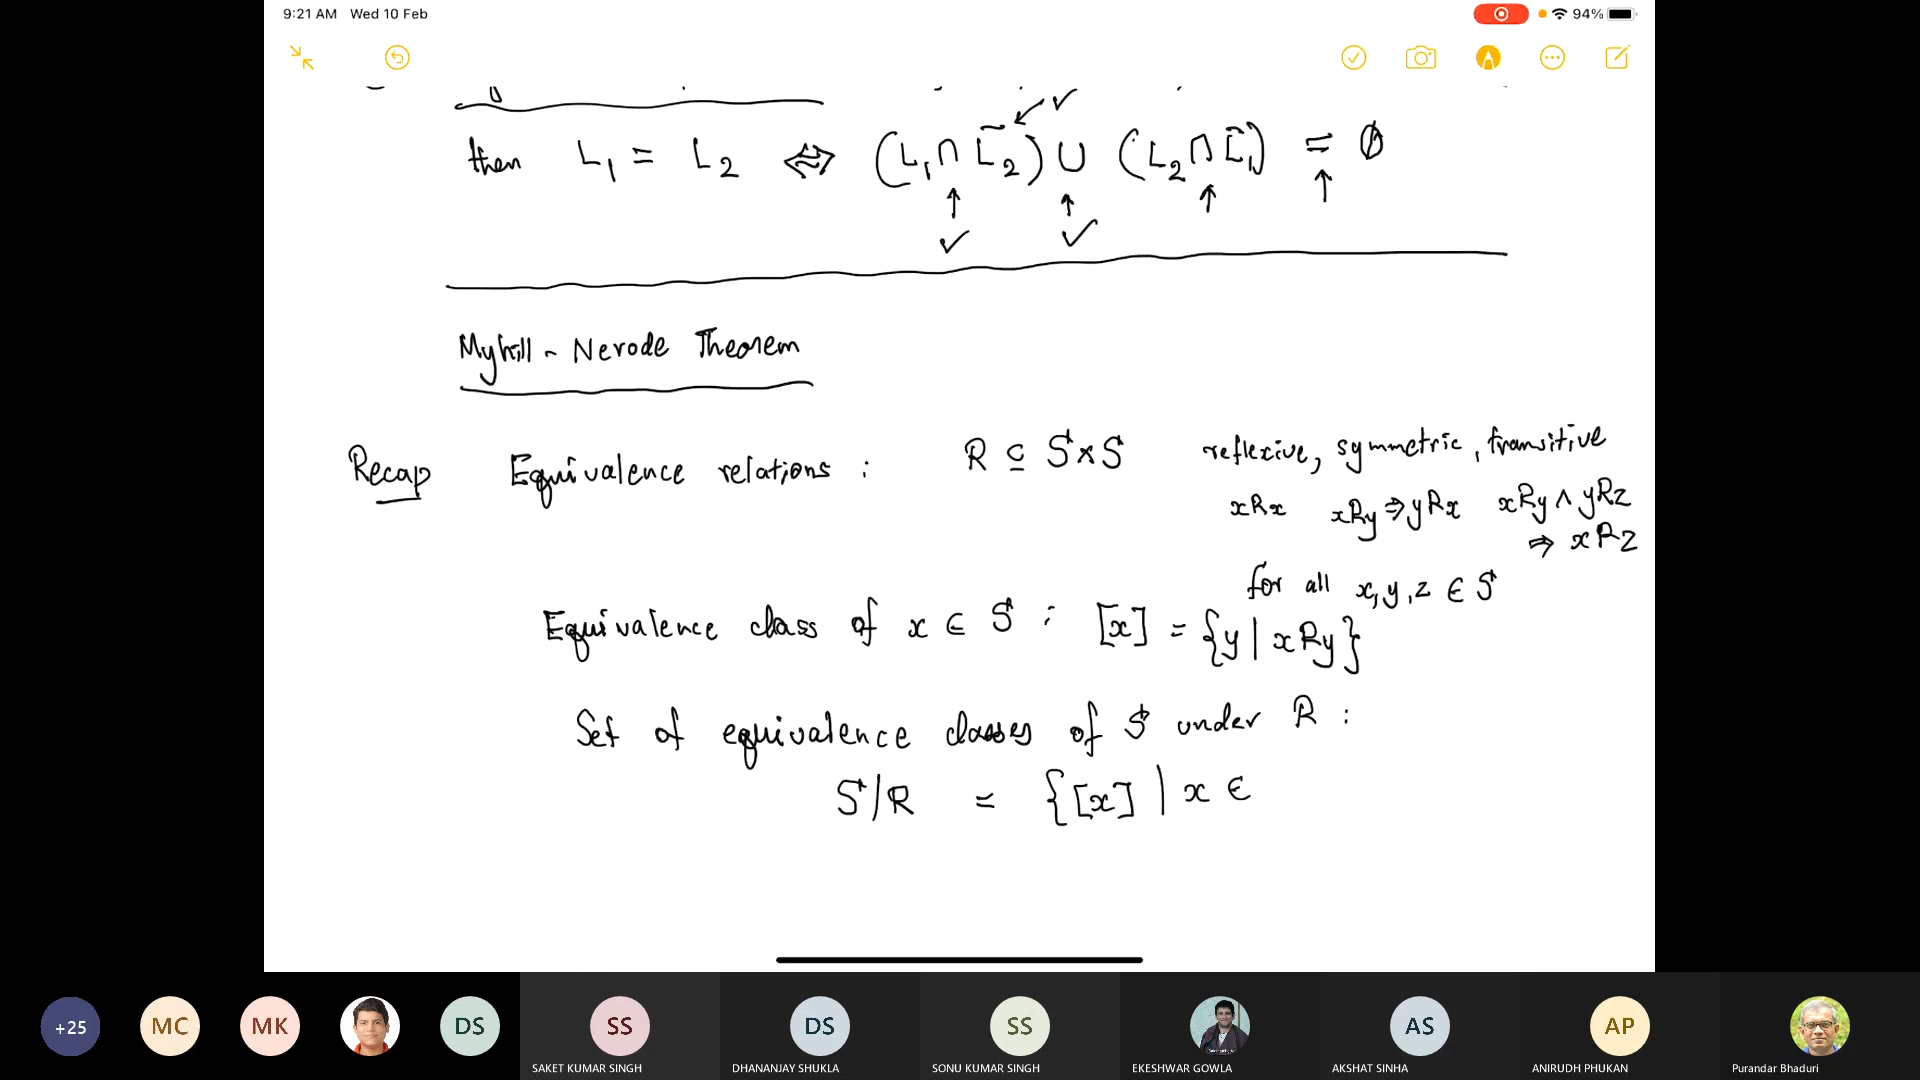 9:21 AM Wed 10 Feb
94%
then L₁ = L₂ ⇔ (L₁ ∩ L̅₂) ∪ (L₂ ∩ L̅₁) = ∅
Myhill - Nerode Theorem
Recap Equivalence relations : R ⊆ S × S reflexive, symmetric, transitive
xRx xRy ⇒ yRx xRy ∧ yRz
⇒ xRz
for all x, y, z ∈ S
Equivalence class of x ∈ S : [x] = {y | xRy}
Set of equivalence classes of S under R :
S/R = {[x] | x ∈
+25 MC MK DS SS DS SS AS AP
SAKET KUMAR SINGH DHANANJAY SHUKLA SONU KUMAR SINGH EKESHWAR GOWLA AKSHAT SINHA ANIRUDH PHUKAN Purandar Bhaduri